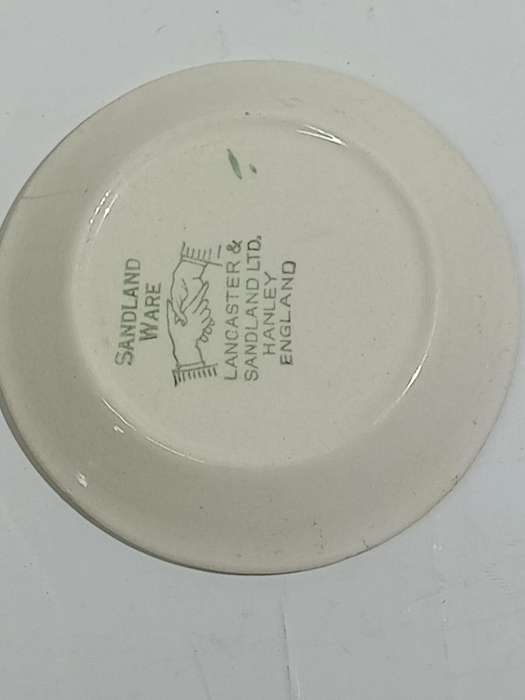 SANDLAND
WARE
LANCASTER &
SANDLAND LTD.
HANLEY
ENGLAND